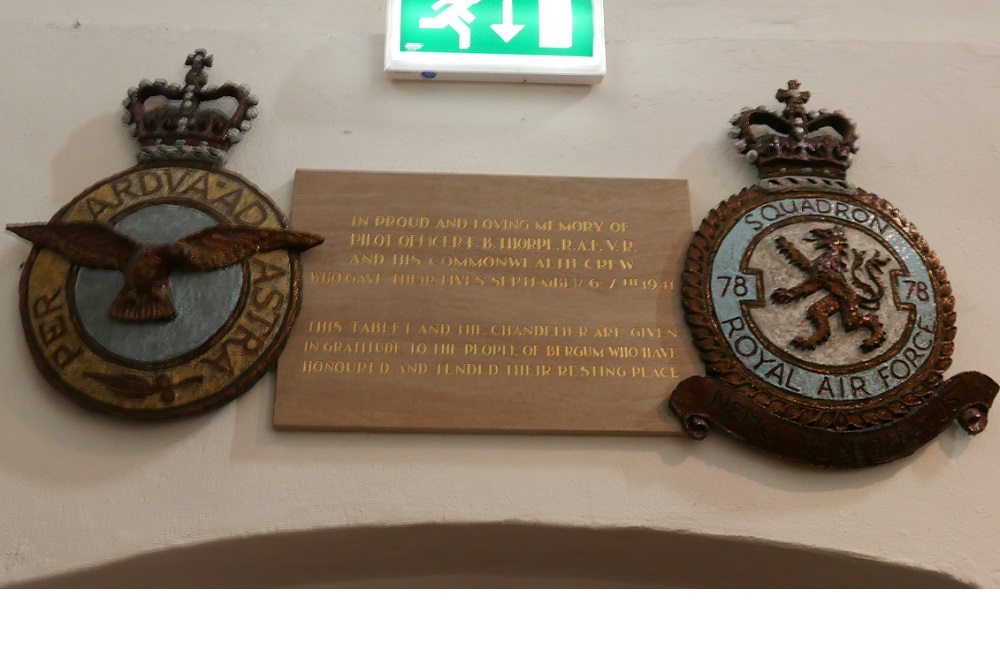 PER ARDVA·AD ASTRA
IN PROUD AND LOVING MEMORY OF
PILOT OFFICER E. B. THORPE. R.A.F. V. R.
AND HIS COMMONWEALTH CREW
WHO GAVE THEIR LIVES SEPTEMBER 6-7TH 1941
THIS TABLET AND THE CHANDELIER ARE GIVEN
IN GRATITUDE TO THE PEOPLE OF BERGUM WHO HAVE
HONOURED AND TENDED THEIR RESTING PLACE
SQUADRON
78 78
ROYAL AIR FORCE
NEMO